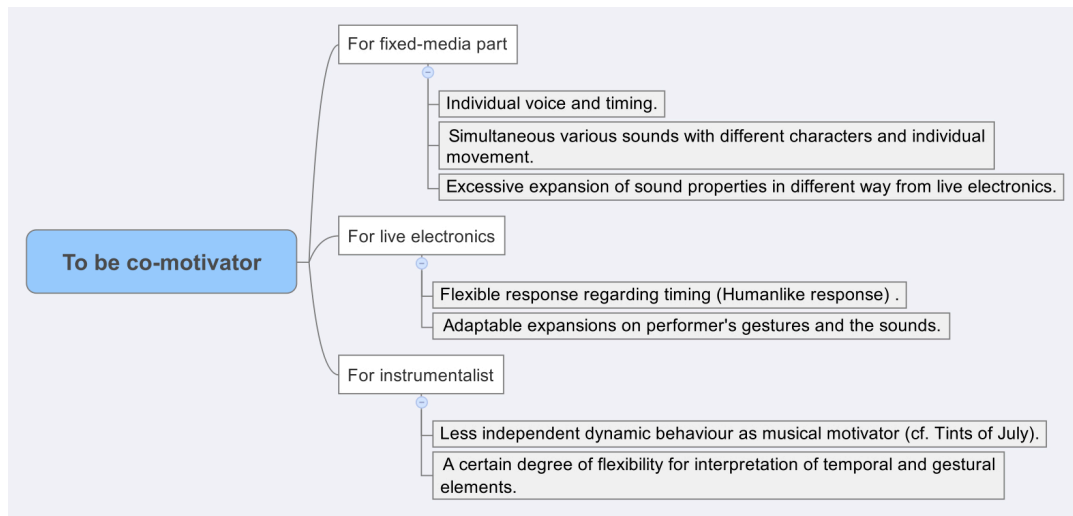 For fixed-media part
Individual voice and timing.
Simultaneous various sounds with different characters and individual
movement.
Excessive expansion of sound properties in different way from live electronics.
To be co-motivator
For live electronics
Flexible response regarding timing (Humanlike response) .
Adaptable expansions on performer's gestures and the sounds.
For instrumentalist
Less independent dynamic behaviour as musical motivator (cf. Tints of July).
A certain degree of flexibility for interpretation of temporal and gestural
elements.